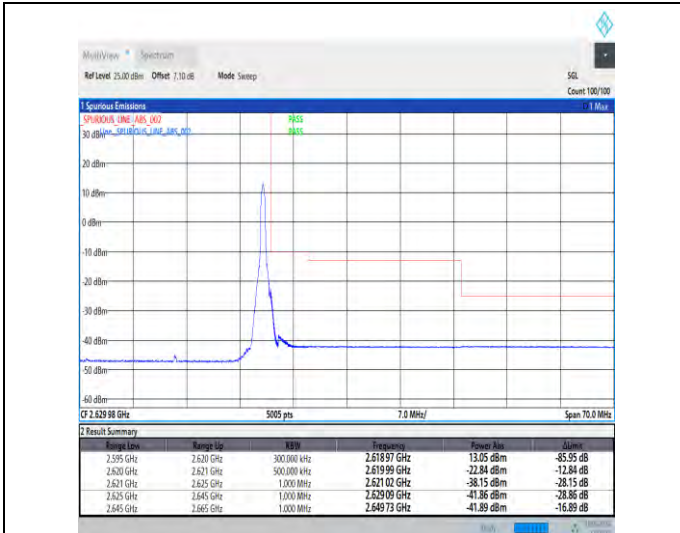 MultiView Spectrum
Ref Level 25.00 dBm Offset 7.10 dB Mode Sweep SGL
Count 100/100
1 Spurious Emissions 1 Max
SPURIOUS_LINE_ABS_002 PASS
Line _SPURIOUS_LINE_ABS_002 PASS
30 dBm
20 dBm
10 dBm
0 dBm
-10 dBm
-20 dBm
-30 dBm
-40 dBm
-50 dBm
-60 dBm
CF 2.629 98 GHz 5005 pts 7.0 MHz/ Span 70.0 MHz
2 Result Summary
Range Low Range Up RBW Frequency Power Abs ΔLimit
2.595 GHz 2.620 GHz 300.000 kHz 2.618 97 GHz 13.05 dBm -85.95 dB
2.620 GHz 2.621 GHz 500.000 kHz 2.619 99 GHz -22.84 dBm -12.84 dB
2.621 GHz 2.625 GHz 1.000 MHz 2.621 02 GHz -38.15 dBm -28.15 dB
2.625 GHz 2.645 GHz 1.000 MHz 2.629 09 GHz -41.86 dBm -28.86 dB
2.645 GHz 2.665 GHz 1.000 MHz 2.649 73 GHz -41.89 dBm -16.89 dB